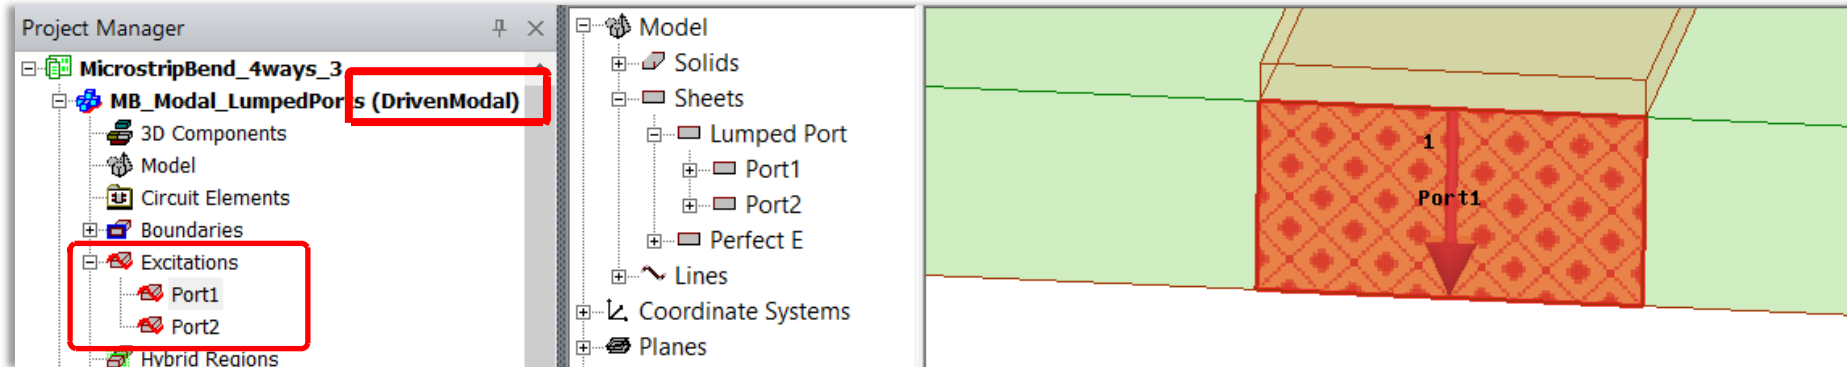 Project Manager
MicrostripBend_4ways_3
MB_Modal_LumpedPorts (DrivenModal)
3D Components
Model
Circuit Elements
Boundaries
Excitations
Port1
Port2
Hybrid Regions
Model
Solids
Sheets
Lumped Port
Port1
Port2
Perfect E
Lines
Coordinate Systems
Planes
1
Port1